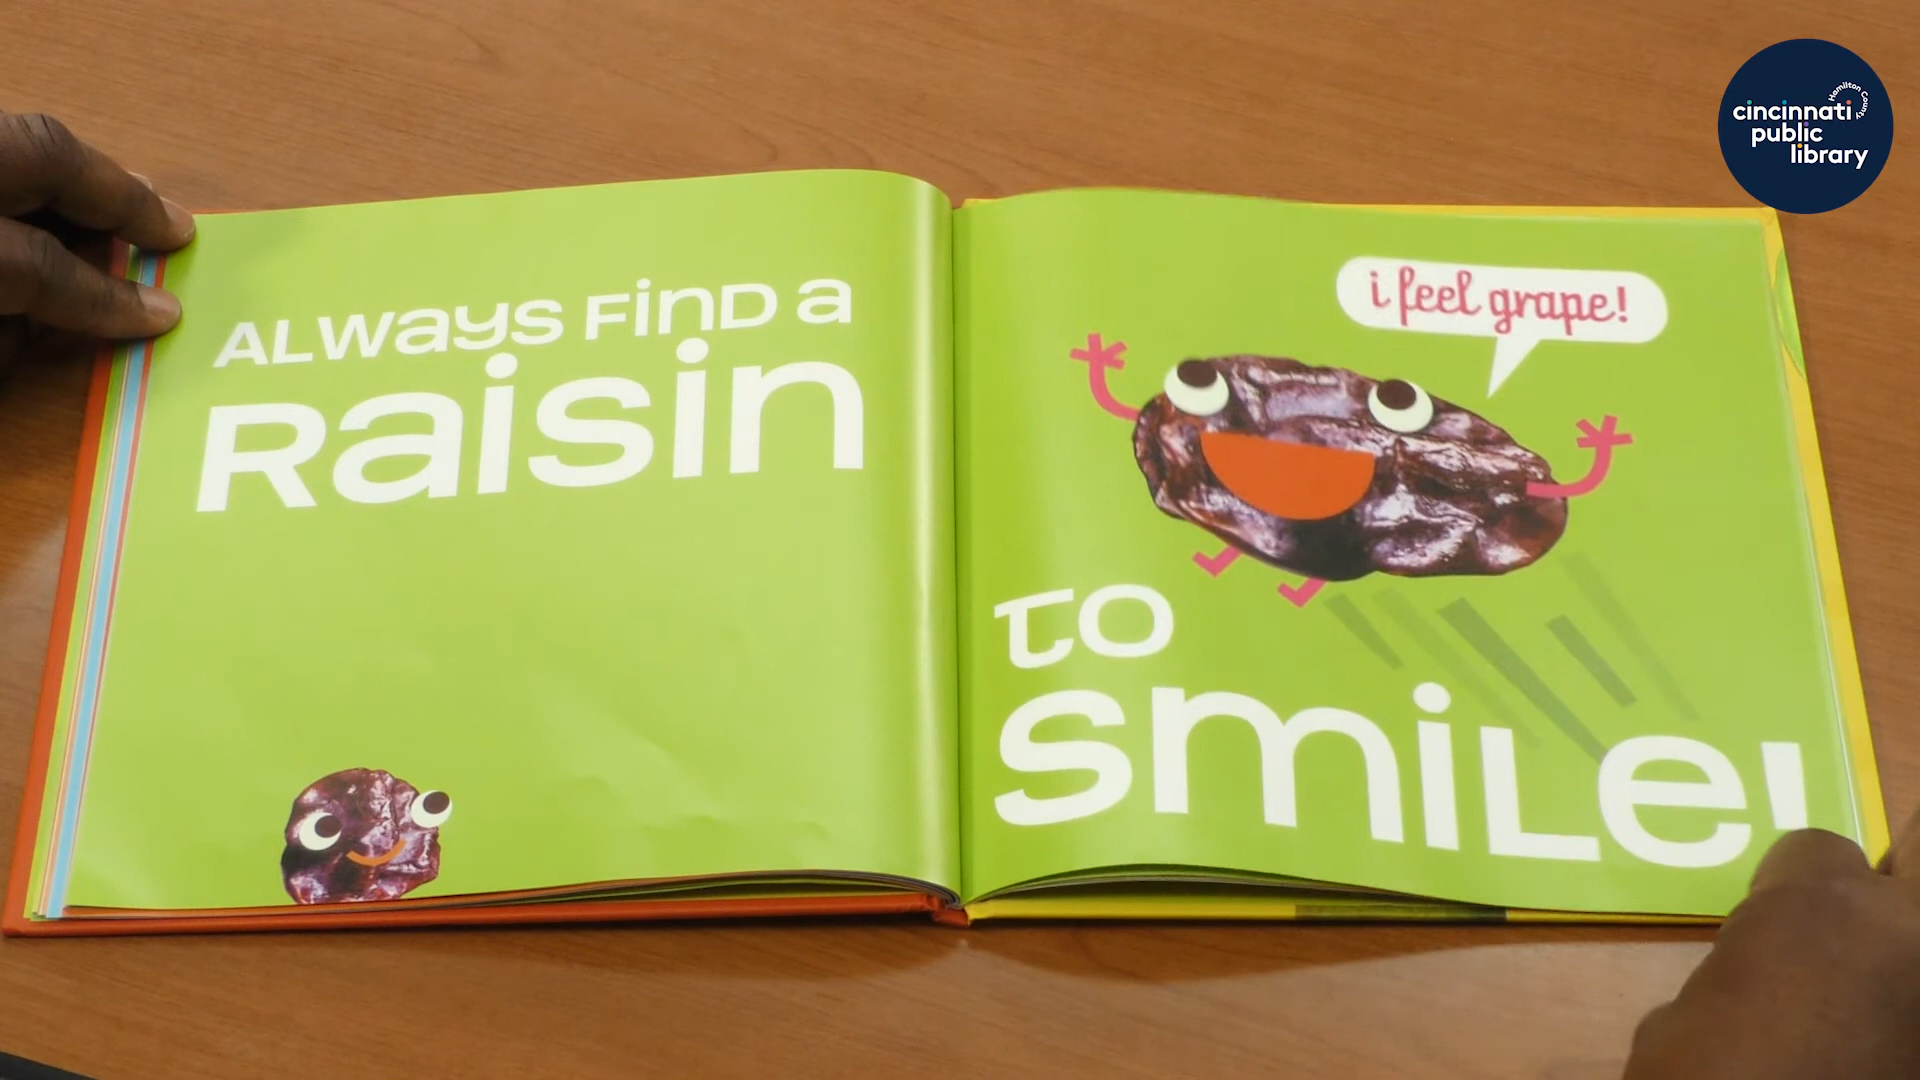 ALWays FinD a
Raisin
i feel grape!
to
smiLe!
Hamilton County
cincinnati
public
library